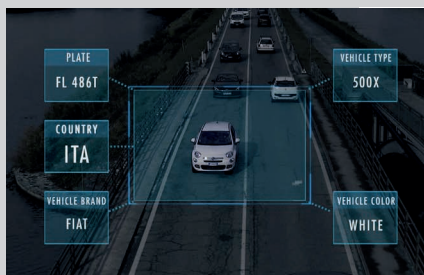 PLATE
FL 486T
COUNTRY
ITA
VEHICLE BRAND
FIAT
VEHICLE TYPE
500X
VEHICLE COLOR
WHITE